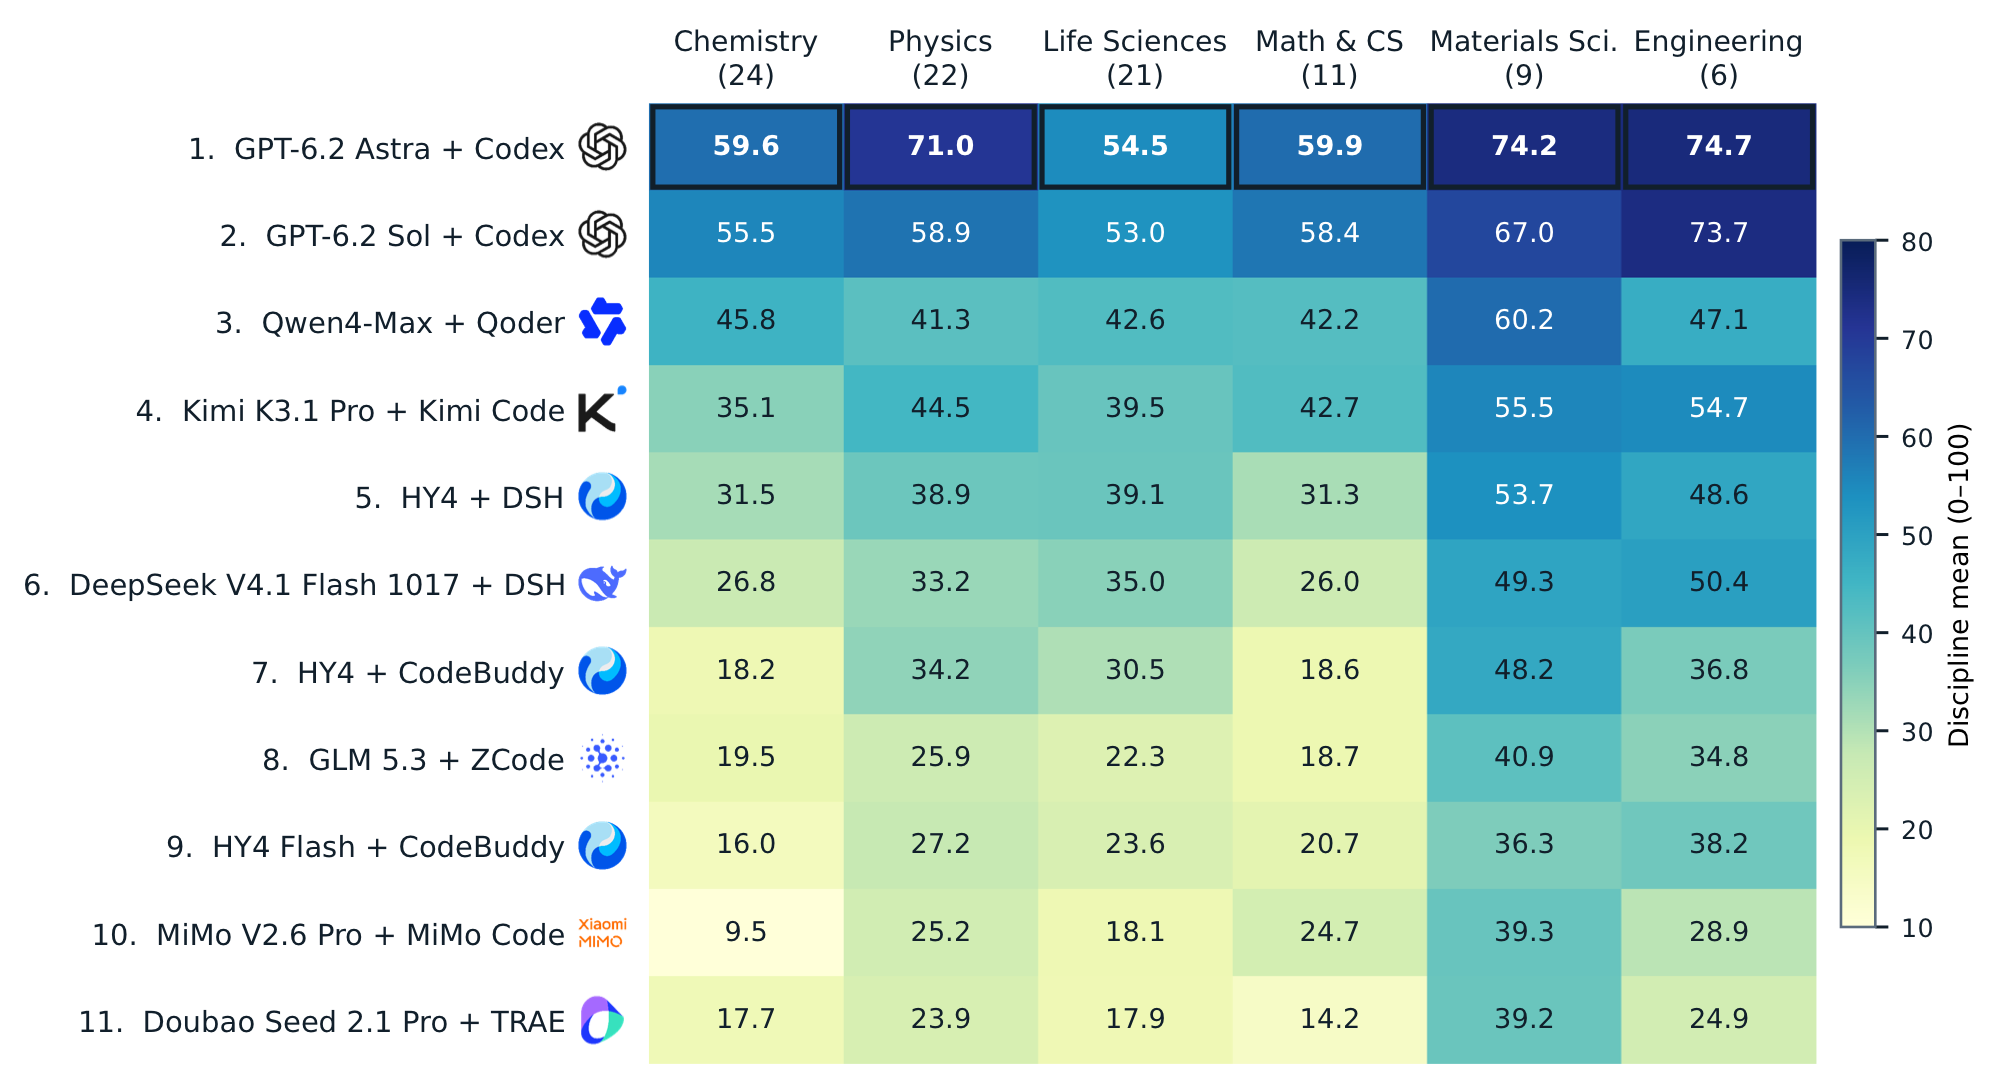 Chemistry Physics Life Sciences Math & CS Materials Sci. Engineering
(24) (22) (21) (11) (9) (6)
1. GPT-6.2 Astra + Codex 59.6 71.0 54.5 59.9 74.2 74.7
2. GPT-6.2 Sol + Codex 55.5 58.9 53.0 58.4 67.0 73.7
3. Qwen4-Max + Qoder 45.8 41.3 42.6 42.2 60.2 47.1
4. Kimi K3.1 Pro + Kimi Code 35.1 44.5 39.5 42.7 55.5 54.7
5. HY4 + DSH 31.5 38.9 39.1 31.3 53.7 48.6
6. DeepSeek V4.1 Flash 1017 + DSH 26.8 33.2 35.0 26.0 49.3 50.4
7. HY4 + CodeBuddy 18.2 34.2 30.5 18.6 48.2 36.8
8. GLM 5.3 + ZCode 19.5 25.9 22.3 18.7 40.9 34.8
9. HY4 Flash + CodeBuddy 16.0 27.2 23.6 20.7 36.3 38.2
10. MiMo V2.6 Pro + MiMo Code Xiaomi MIMO 9.5 25.2 18.1 24.7 39.3 28.9
11. Doubao Seed 2.1 Pro + TRAE 17.7 23.9 17.9 14.2 39.2 24.9
80
70
60
50
40
30
20
10
Discipline mean (0–100)